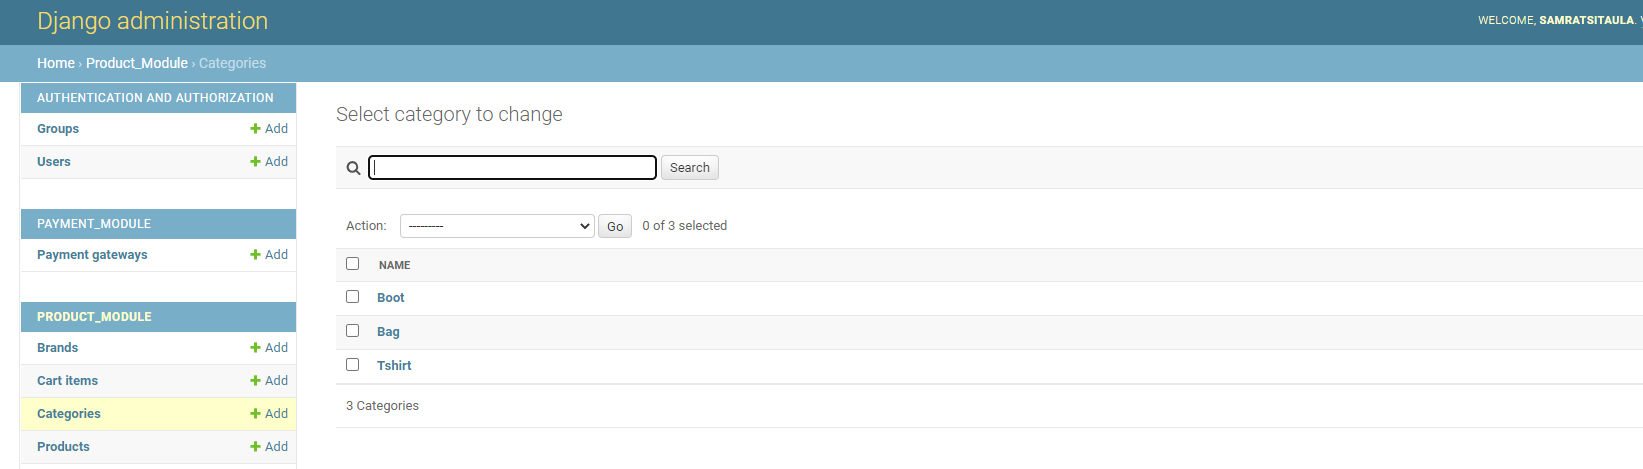 Django administration
WELCOME, SAMRATSITAULA.
Home › Product_Module › Categories
AUTHENTICATION AND AUTHORIZATION
Groups + Add
Users + Add
PAYMENT_MODULE
Payment gateways + Add
PRODUCT_MODULE
Brands + Add
Cart items + Add
Categories + Add
Products + Add
Select category to change
Search
Action: --------- Go 0 of 3 selected
NAME
Boot
Bag
Tshirt
3 Categories